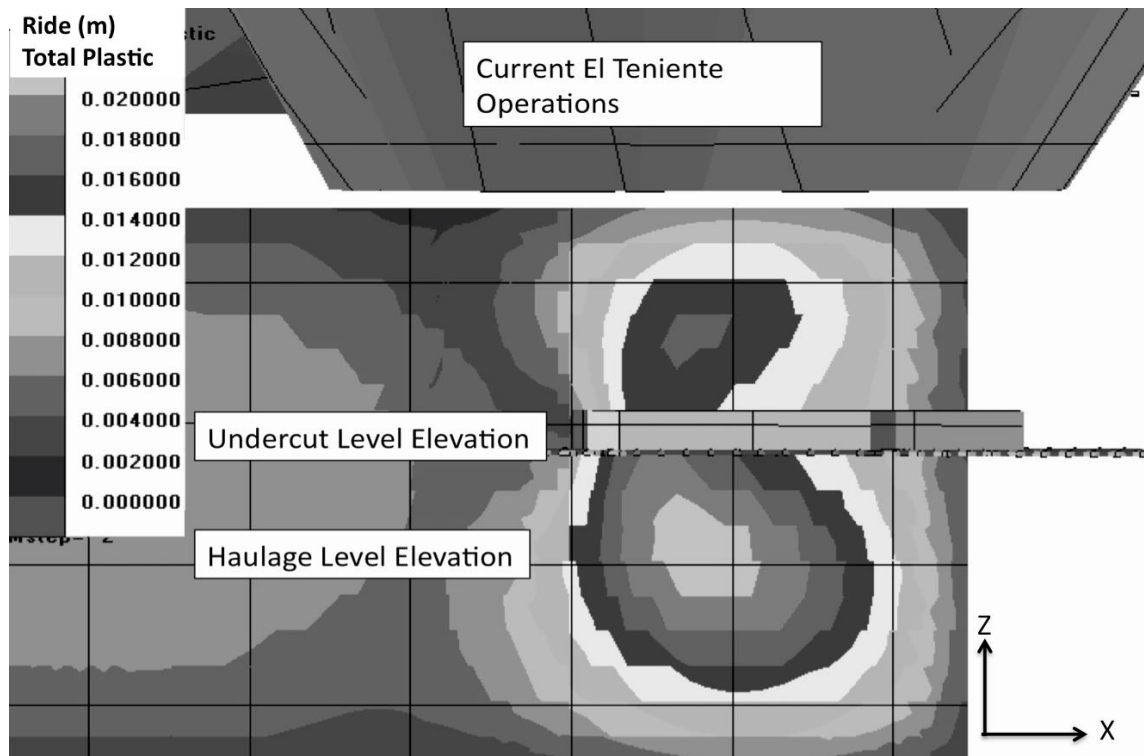 Ride (m)
Total Plastic
Current El Teniente
Operations
0.020000
0.018000
0.016000
0.014000
0.012000
0.010000
0.008000
0.006000
0.004000
0.002000
0.000000
Undercut Level Elevation
Haulage Level Elevation
Z
X